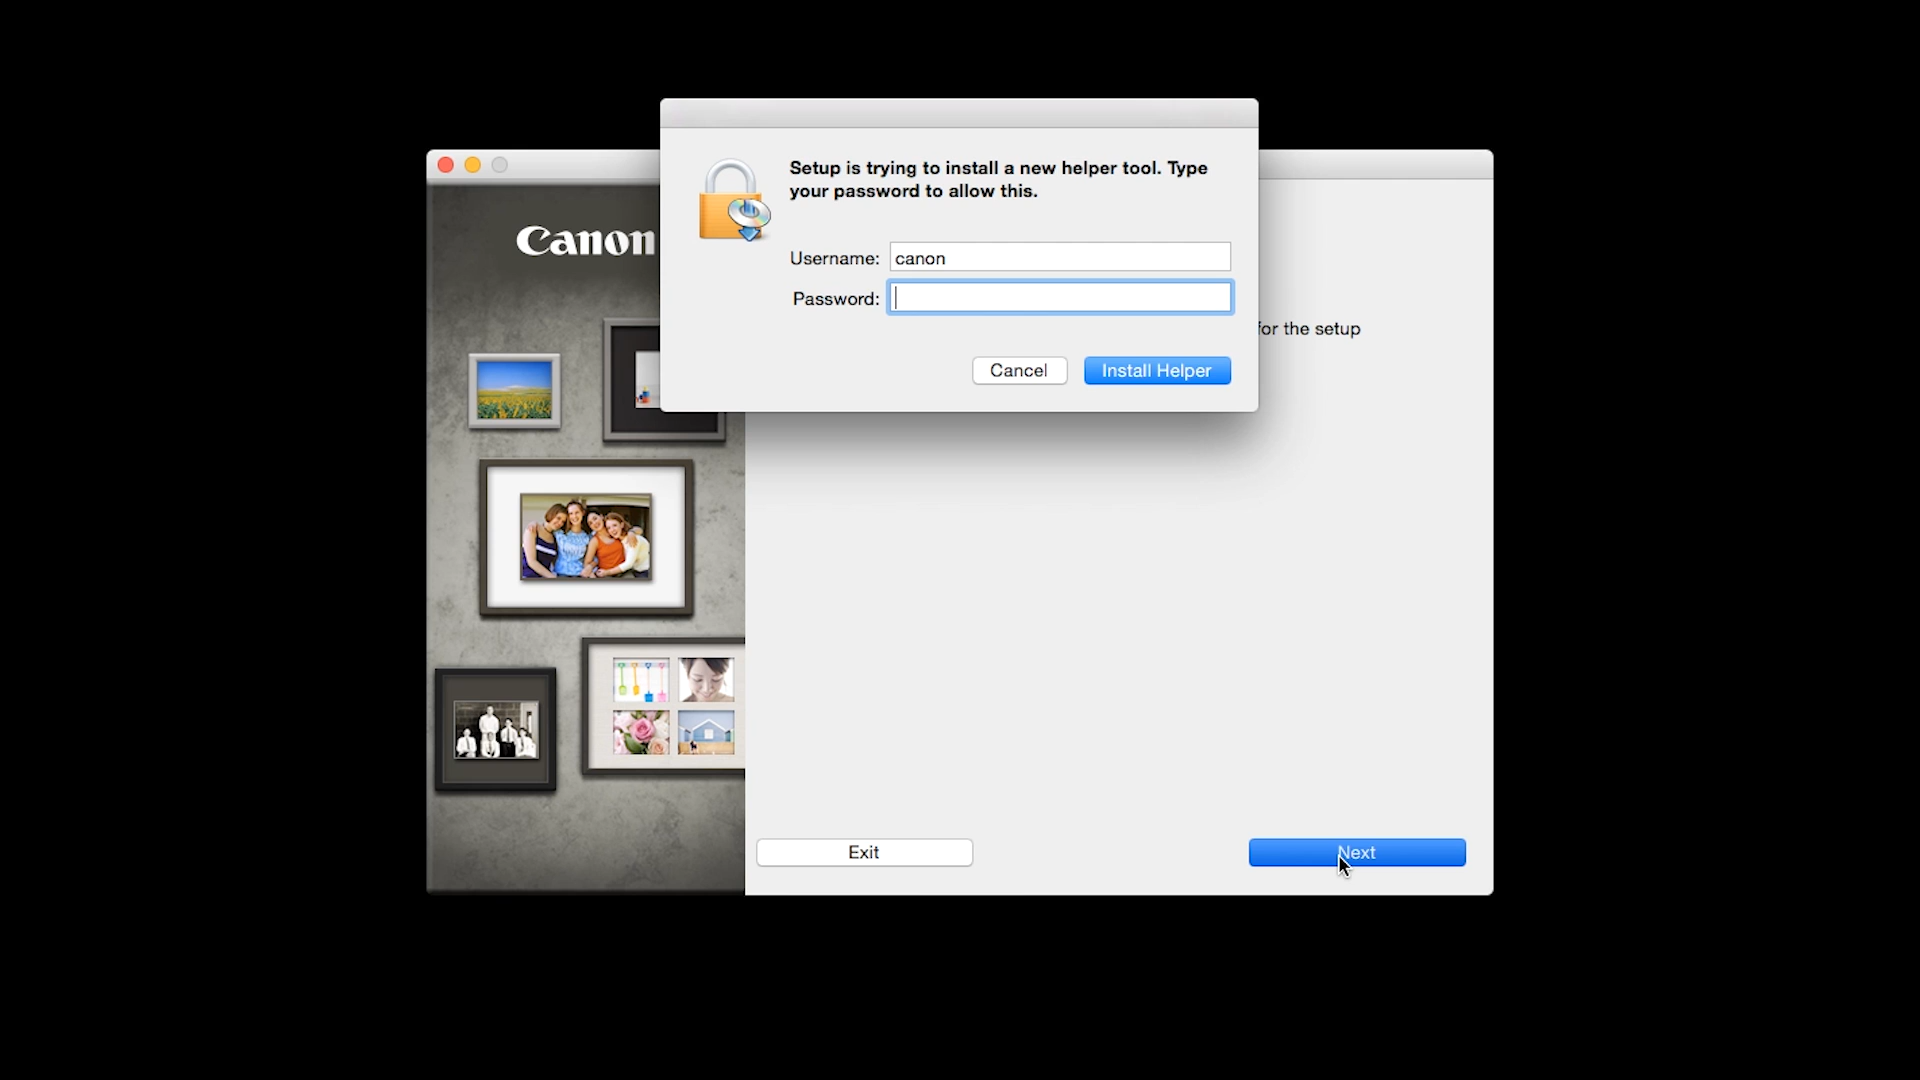 Setup is trying to install a new helper tool. Type
your password to allow this.
Canon
Username: canon
Password:
for the setup
Cancel
Install Helper
Exit
Next